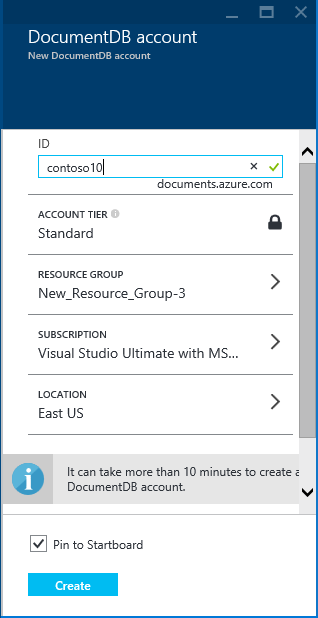 DocumentDB account
New DocumentDB account
ID
contoso10
documents.azure.com
ACCOUNT TIER
Standard
RESOURCE GROUP
New_Resource_Group-3
SUBSCRIPTION
Visual Studio Ultimate with MS...
LOCATION
East US
It can take more than 10 minutes to create a
DocumentDB account.
Pin to Startboard
Create